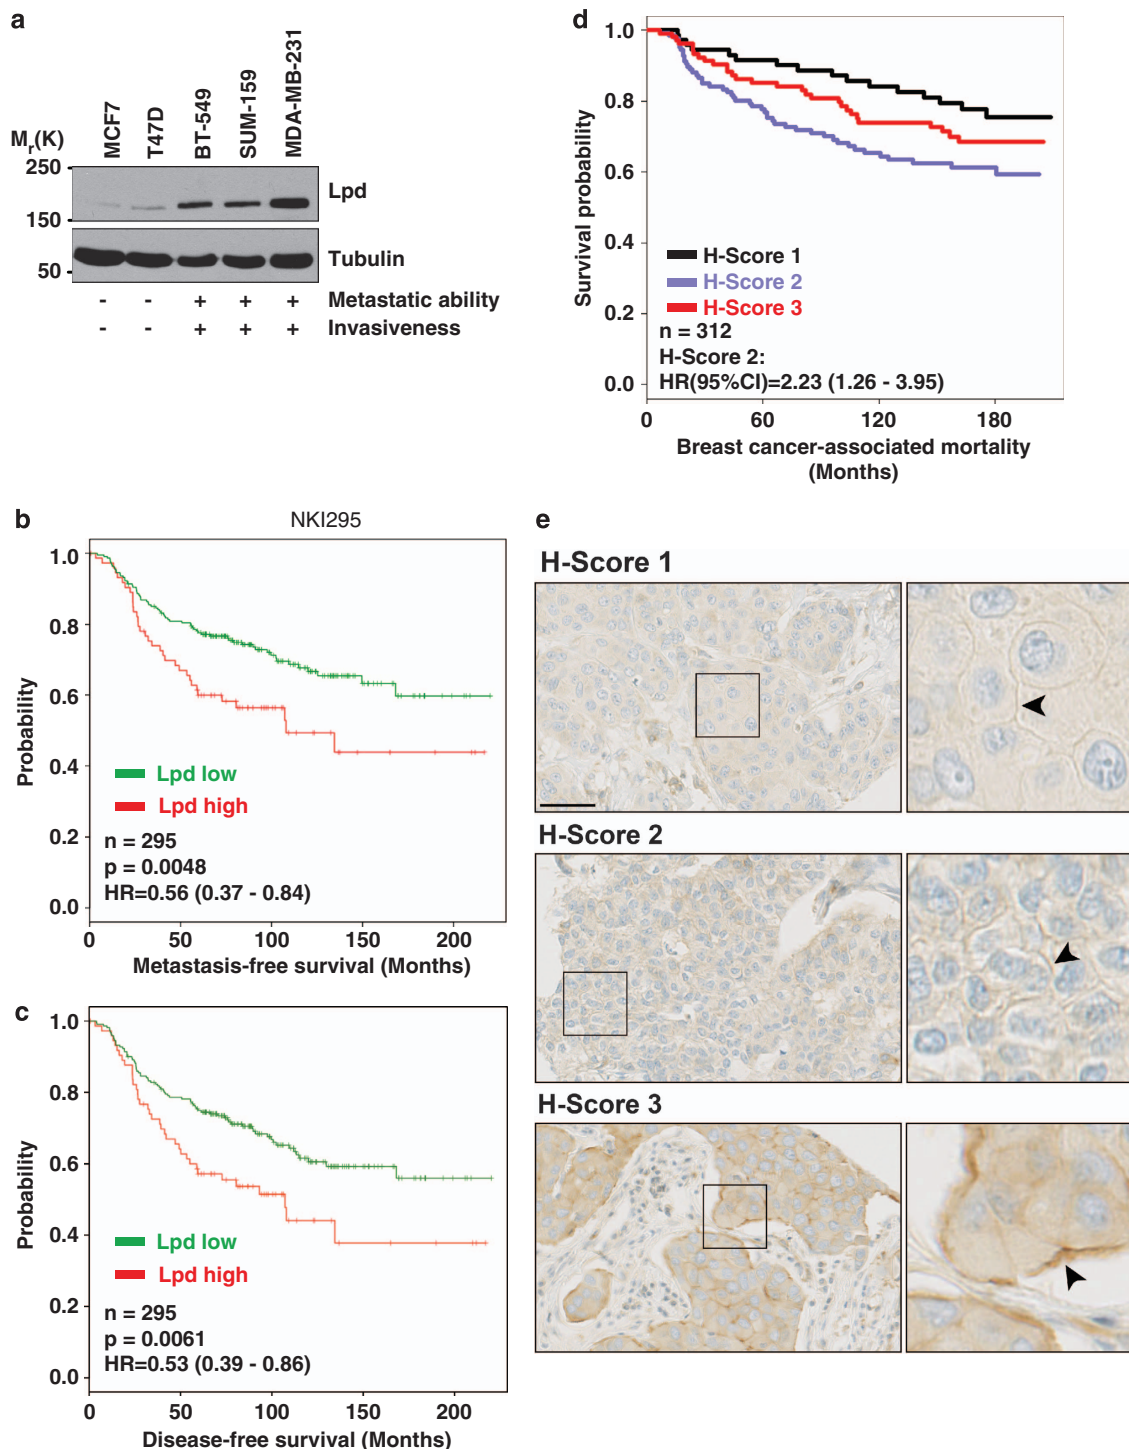 a
MCF7
T47D
BT-549
SUM-159
MDA-MB-231
Mr(K)
250
150
Lpd
50
Tubulin
- - + + + Metastatic ability
- - + + + Invasiveness
d
Survival probability
1.0
0.8
0.6
0.4
0.2
0.0
H-Score 1
H-Score 2
H-Score 3
n = 312
H-Score 2:
HR(95%CI)=2.23 (1.26 - 3.95)
0 60 120 180
Breast cancer-associated mortality
(Months)
b
NKI295
Probability
1.0
0.8
0.6
0.4
0.2
0.0
Lpd low
Lpd high
n = 295
p = 0.0048
HR=0.56 (0.37 - 0.84)
0 50 100 150 200
Metastasis-free survival (Months)
c
Probability
1.0
0.8
0.6
0.4
0.2
0.0
Lpd low
Lpd high
n = 295
p = 0.0061
HR=0.53 (0.39 - 0.86)
0 50 100 150 200
Disease-free survival (Months)
e
H-Score 1
H-Score 2
H-Score 3